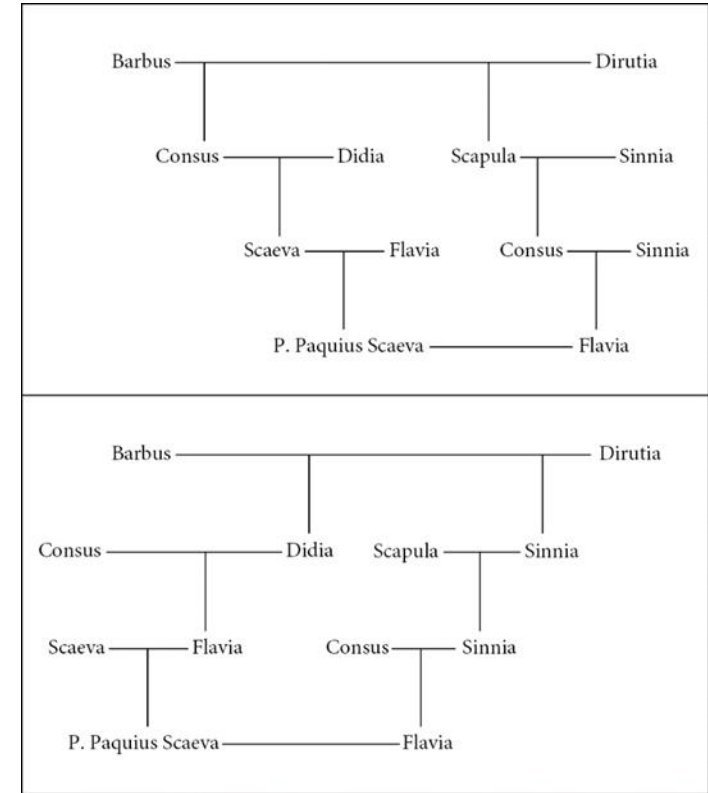 Barbus Dirutia
Consus Didia Scapula Sinnia
Scaeva Flavia Consus Sinnia
P. Paquius Scaeva Flavia
Barbus Dirutia
Consus Didia Scapula Sinnia
Scaeva Flavia Consus Sinnia
P. Paquius Scaeva Flavia